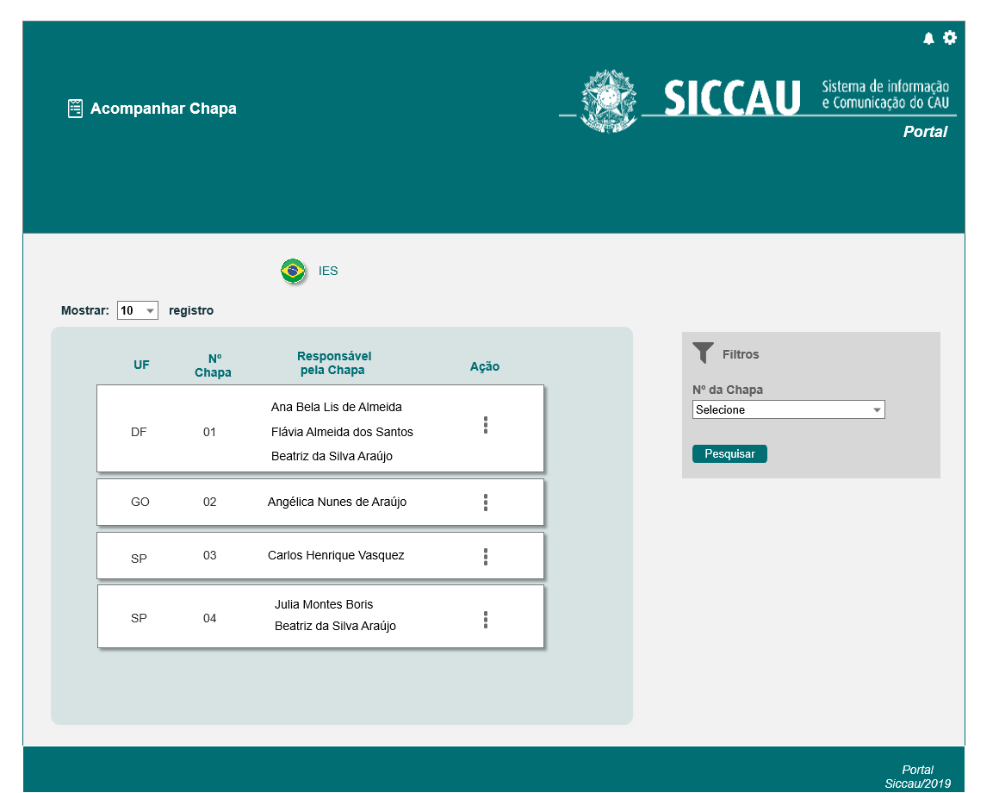 Acompanhar Chapa
SICCAU
Sistema de informação
e Comunicação do CAU
Portal
IES
Mostrar: 10 registro
UF
Nº
Chapa
Responsável
pela Chapa
Ação
DF 01
Ana Bela Lis de Almeida
Flávia Almeida dos Santos
Beatriz da Silva Araújo
GO 02 Angélica Nunes de Araújo
SP 03 Carlos Henrique Vasquez
SP 04
Julia Montes Boris
Beatriz da Silva Araújo
Filtros
Nº da Chapa
Selecione
Pesquisar
Portal
Siccau/2019